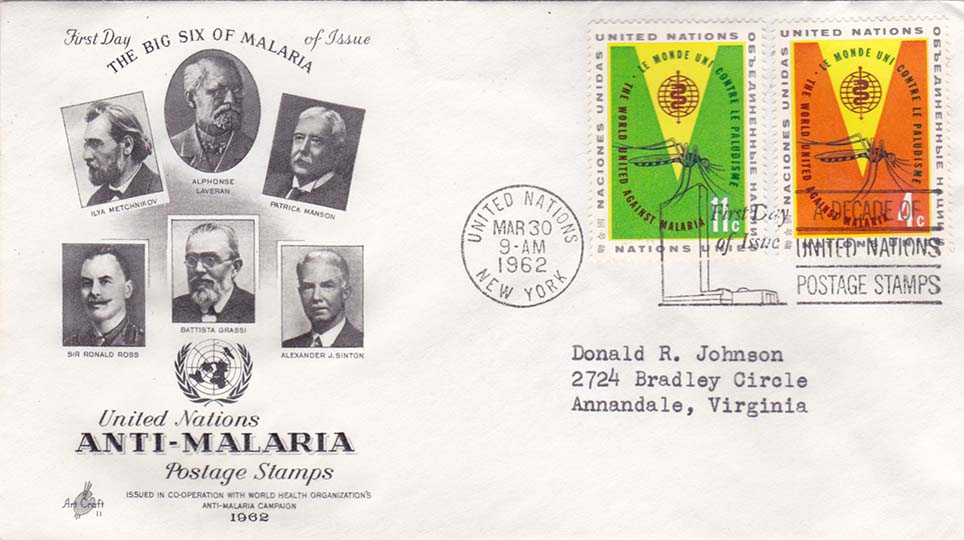 First Day of Issue
THE BIG SIX OF MALARIA
ILYA METCHNIKOV
ALPHONSE
LAVERAN
PATRICK MANSON
SIR RONALD ROSS
BATTISTA GRASSI
ALEXANDER J. SINTON
United Nations
ANTI-MALARIA
Postage Stamps
ISSUED IN CO-OPERATION WITH WORLD HEALTH ORGANIZATION'S
ANTI-MALARIA CAMPAIGN
1962
Art Craft
11
UNITED NATIONS
MAR 30
9-AM
1962
NEW YORK
UNITED NATIONS
NACIONES UNIDAS
ОБЪЕДИНЕННЫЕ НАЦИИ
NATIONS UNIES
LE MONDE UNI CONTRE LE PALUDISME
THE WORLD UNITED AGAINST MALARIA
11c
UNITED NATIONS
NACIONES UNIDAS
ОБЪЕДИНЕННЫЕ НАЦИИ
NATIONS UNIES
LE MONDE UNI CONTRE LE PALUDISME
THE WORLD UNITED AGAINST MALARIA
4c
First Day
of Issue
A DECADE OF
UNITED NATIONS
POSTAGE STAMPS
Donald R. Johnson
2724 Bradley Circle
Annandale, Virginia